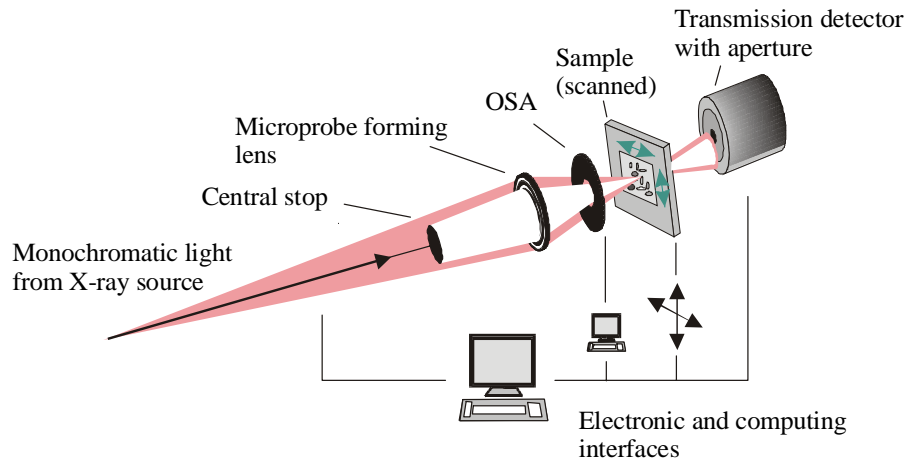 Transmission detector
with aperture
Sample
(scanned)
OSA
Microprobe forming
lens
Central stop
Monochromatic light
from X-ray source
Electronic and computing
interfaces